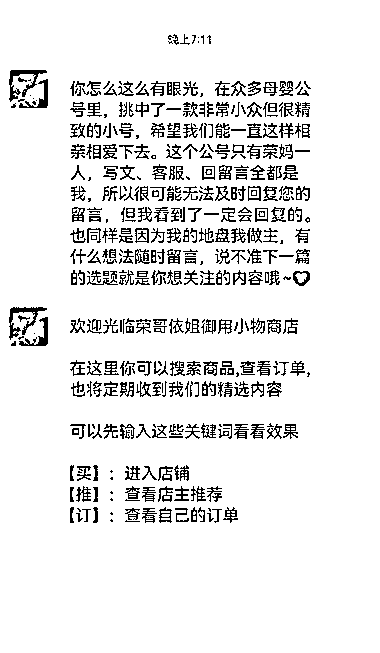 晚上7:11
你怎么这么有眼光，在众多母婴公
号里，挑中了一款非常小众但很精
致的小号，希望我们能一直这样相
亲相爱下去。这个公号只有荣妈一
人，写文、客服、回留言全都是
我，所以很可能无法及时回复您的
留言，但我看到了一定会回复的。
也同样是因为我的地盘我做主，有
什么想法随时留言，说不准下一篇
的选题就是你想关注的内容哦~♡
欢迎光临荣哥依姐御用小物商店
在这里你可以搜索商品,查看订单,
也将定期收到我们的精选内容
可以先输入这些关键词看看效果
【买】：进入店铺
【推】：查看店主推荐
【订】：查看自己的订单